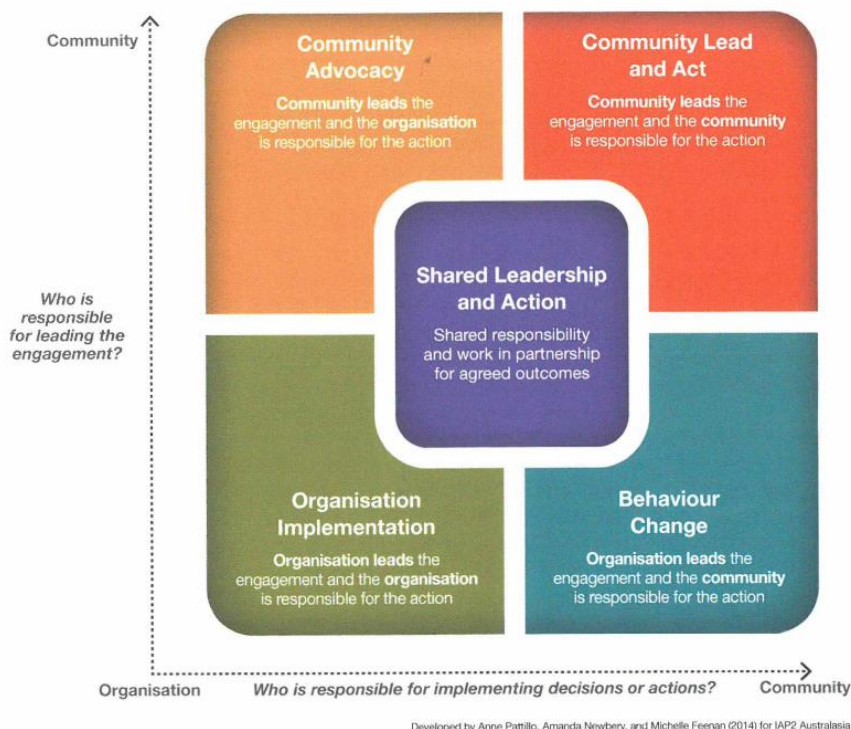 Community
Community
Advocacy
Community leads the
engagement and the organisation
is responsible for the action
Community Lead
and Act
Community leads the
engagement and the community
is responsible for the action
Who is
responsible
for leading the
engagement?
Shared Leadership
and Action
Shared responsibility
and work in partnership
for agreed outcomes
Organisation
Implementation
Organisation leads the
engagement and the organisation
is responsible for the action
Behaviour
Change
Organisation leads the
engagement and the community
is responsible for the action
Organisation
Who is responsible for implementing decisions or actions?
Community
Developed by Anne Pattillo, Amanda Newbery, and Michelle Feenan (2014) for IAP2 Australasia